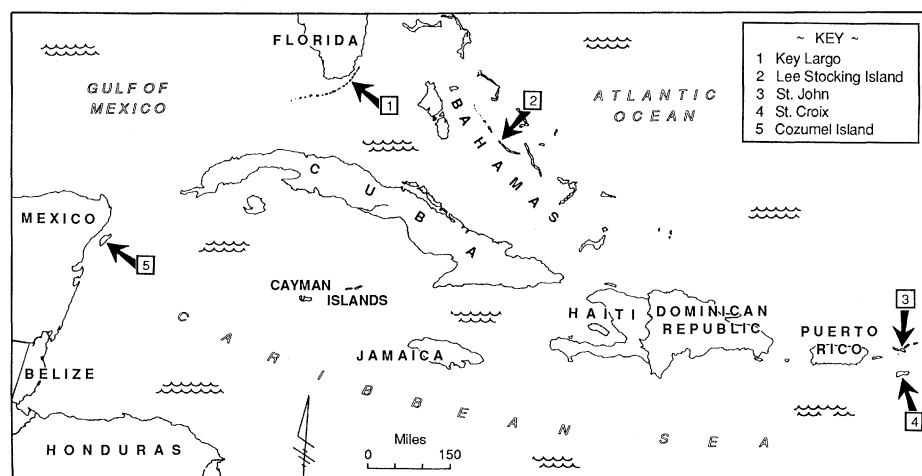 FLORIDA
~ KEY ~
1 Key Largo
2 Lee Stocking Island
3 St. John
4 St. Croix
5 Cozumel Island
GULF OF
MEXICO
1
2
ATLANTIC
OCEAN
BAHAMAS
CUBA
MEXICO
5
CAYMAN
ISLANDS
HAITI
DOMINICAN
REPUBLIC
PUERTO
RICO
3
JAMAICA
BELIZE
CARIBBEAN SEA
4
HONDURAS
Miles
0 150